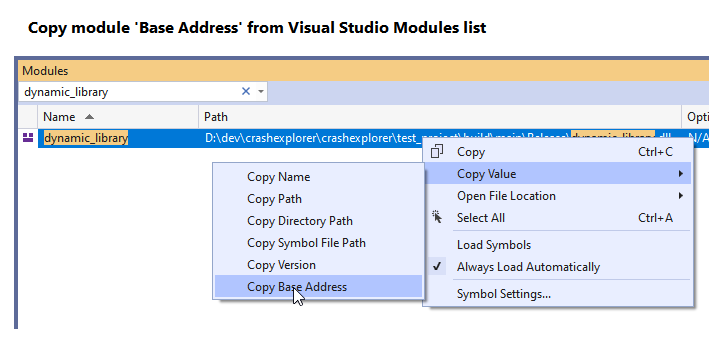 Copy module 'Base Address' from Visual Studio Modules list
Modules
dynamic_library
Name Path Opti
dynamic_library D:\dev\crashexplorer\crashexplorer\test_project\build\main\Release\dynamic_library.dll N/A
Copy Ctrl+C
Copy Value
Open File Location
Select All Ctrl+A
Load Symbols
Always Load Automatically
Symbol Settings...
Copy Name
Copy Path
Copy Directory Path
Copy Symbol File Path
Copy Version
Copy Base Address